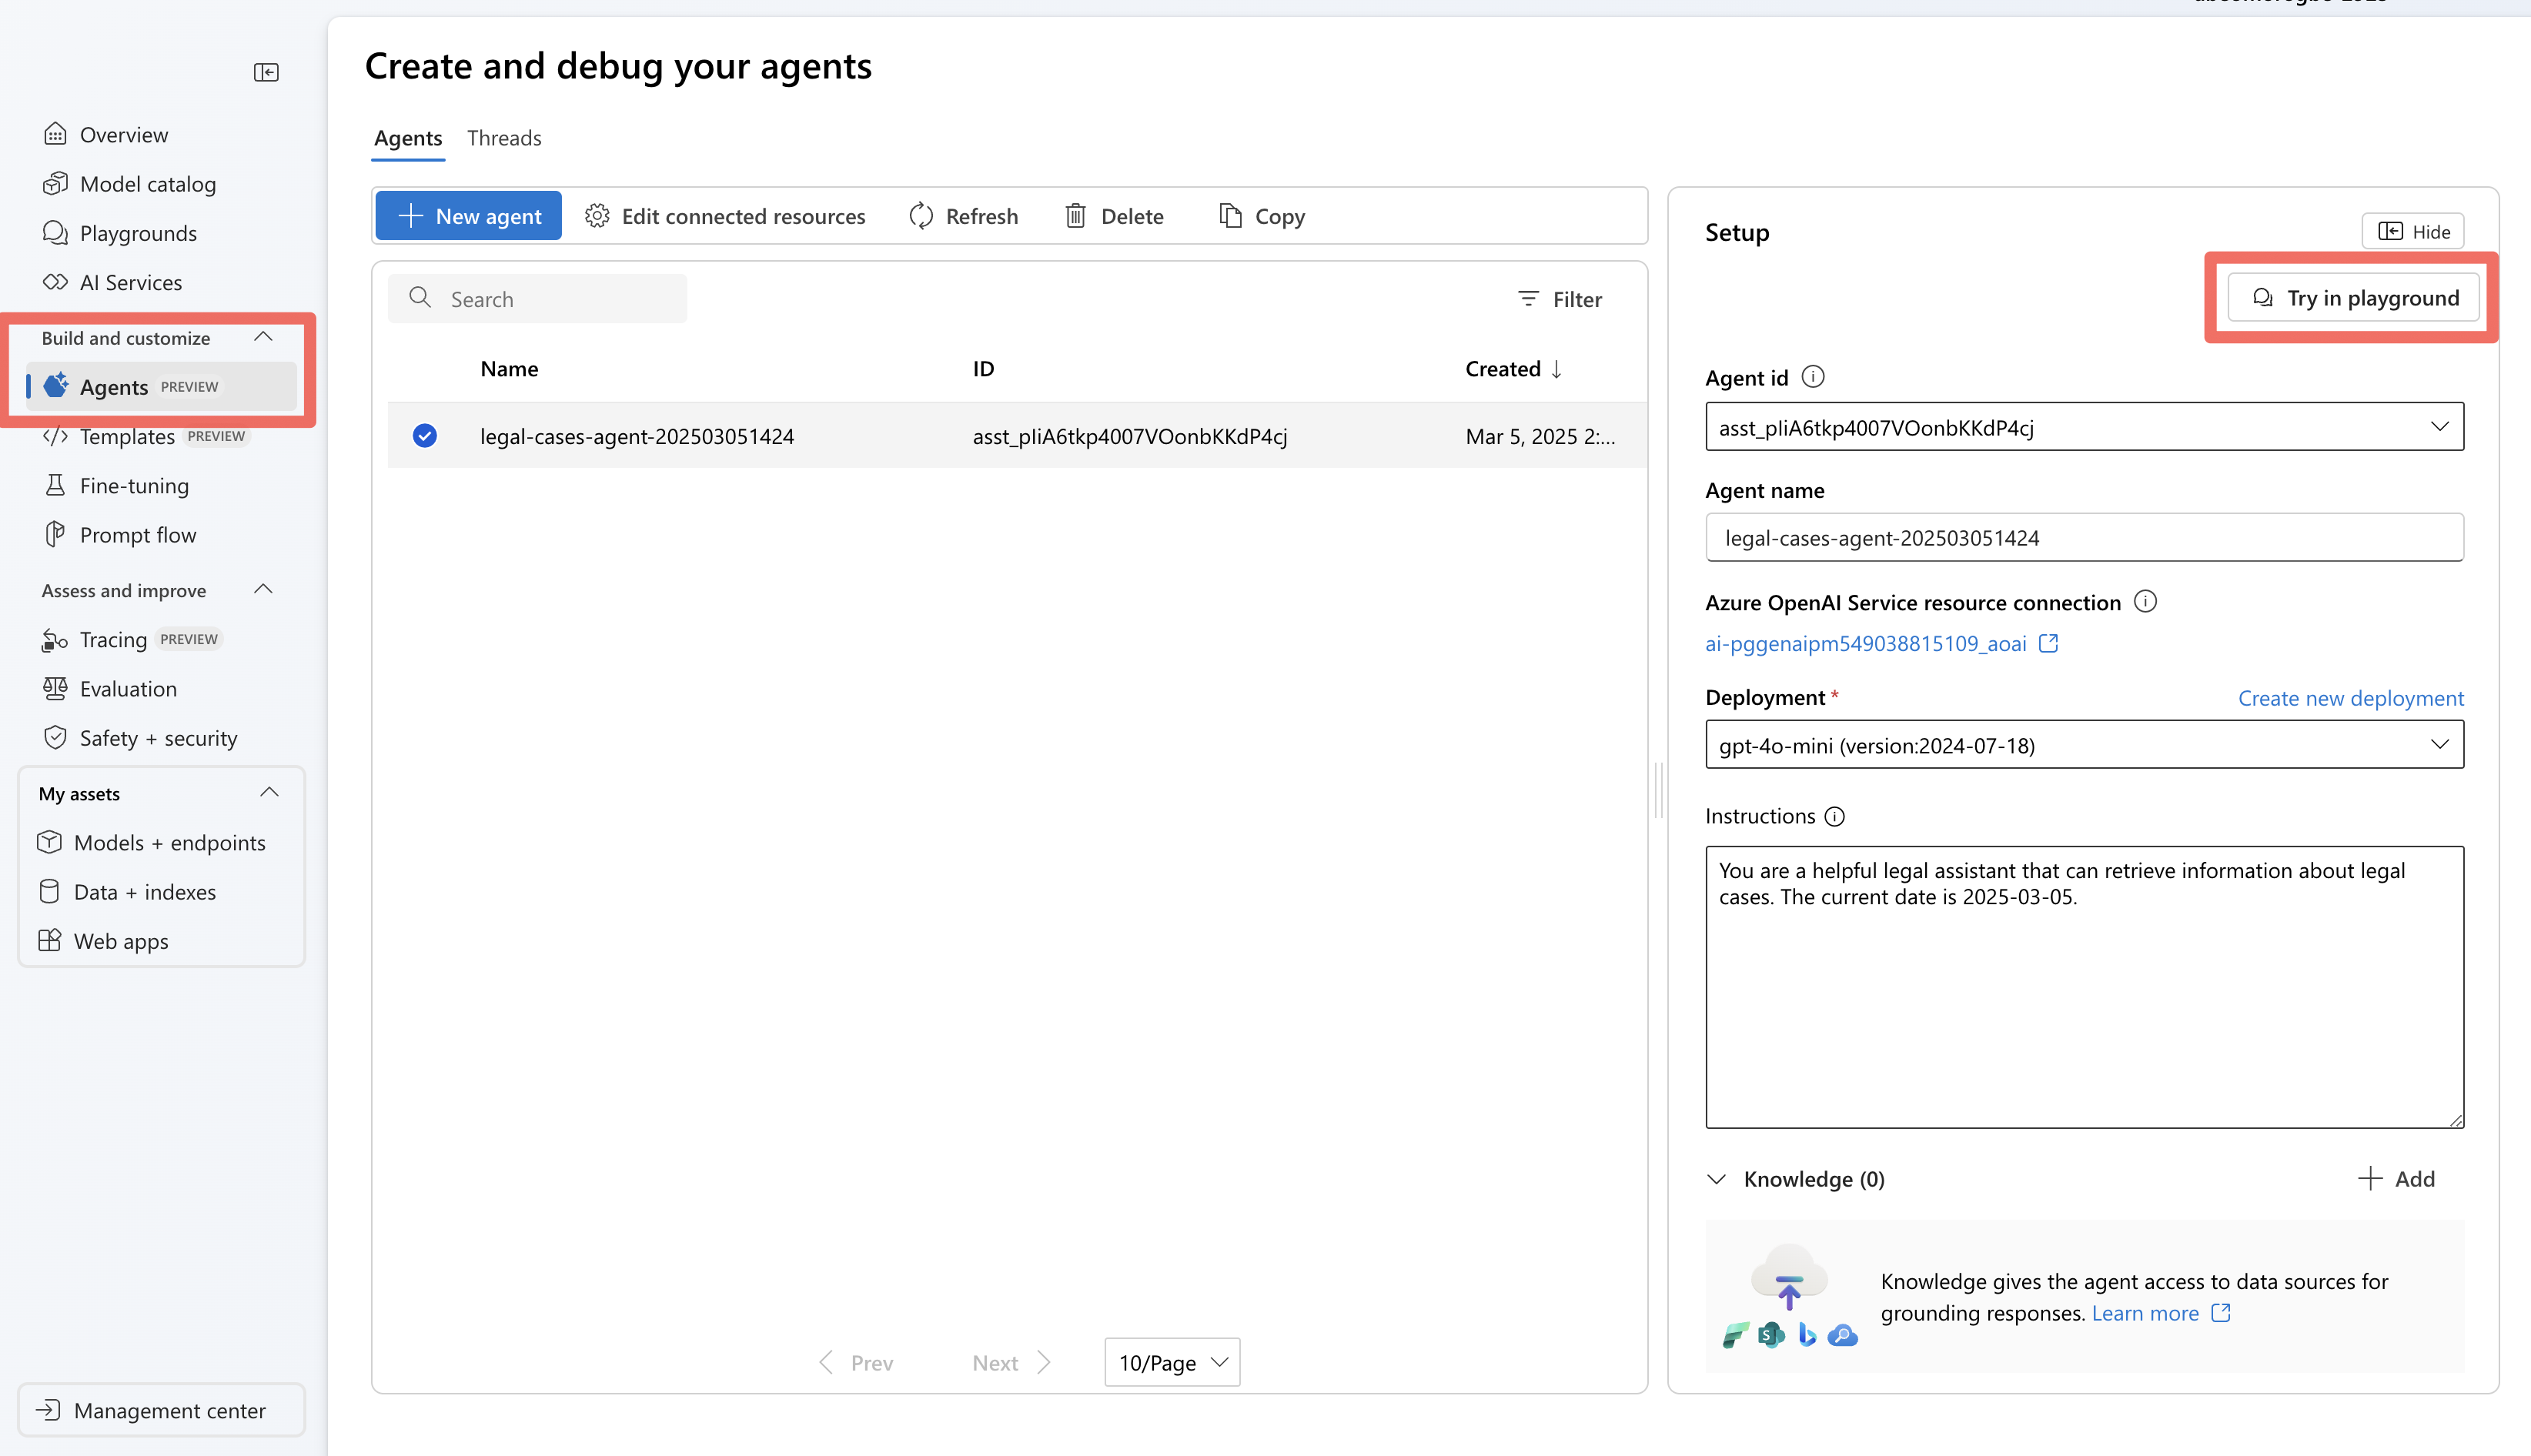 Create and debug your agents
Overview
Model catalog
Playgrounds
AI Services
Build and customize
Agents PREVIEW
Templates PREVIEW
Fine-tuning
Prompt flow
Assess and improve
Tracing PREVIEW
Evaluation
Safety + security
My assets
Models + endpoints
Data + indexes
Web apps
Management center
Agents Threads
New agent Edit connected resources Refresh Delete Copy
Search Filter
Name ID Created
legal-cases-agent-202503051424 asst_pIiA6tkp4007VOonbKKdP4cj Mar 5, 2025 2:...
Prev Next 10/Page
Setup Hide
Try in playground
Agent id
asst_pIiA6tkp4007VOonbKKdP4cj
Agent name
legal-cases-agent-202503051424
Azure OpenAI Service resource connection
ai-pggenaipm549038815109_aoai
Deployment * Create new deployment
gpt-4o-mini (version:2024-07-18)
Instructions
You are a helpful legal assistant that can retrieve information about legal
cases. The current date is 2025-03-05.
Knowledge (0) Add
Knowledge gives the agent access to data sources for
grounding responses. Learn more